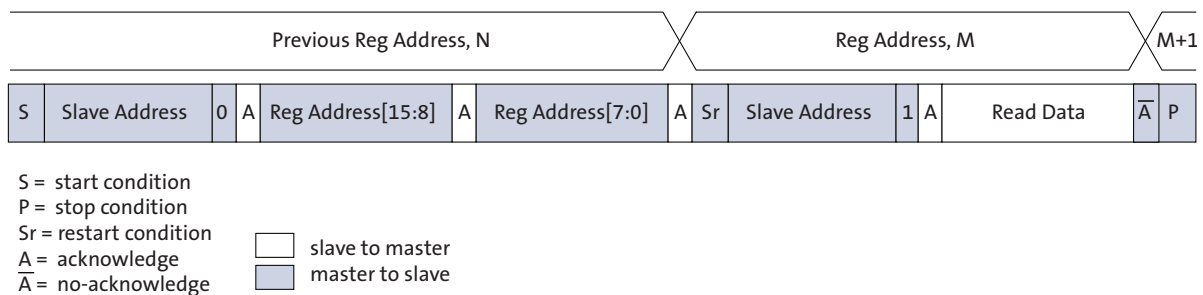 Previous Reg Address, N Reg Address, M M+1
S Slave Address 0 A Reg Address[15:8] A Reg Address[7:0] A Sr Slave Address 1 A Read Data A̅ P
S = start condition
P = stop condition
Sr = restart condition
A = acknowledge
A̅ = no-acknowledge
slave to master
master to slave